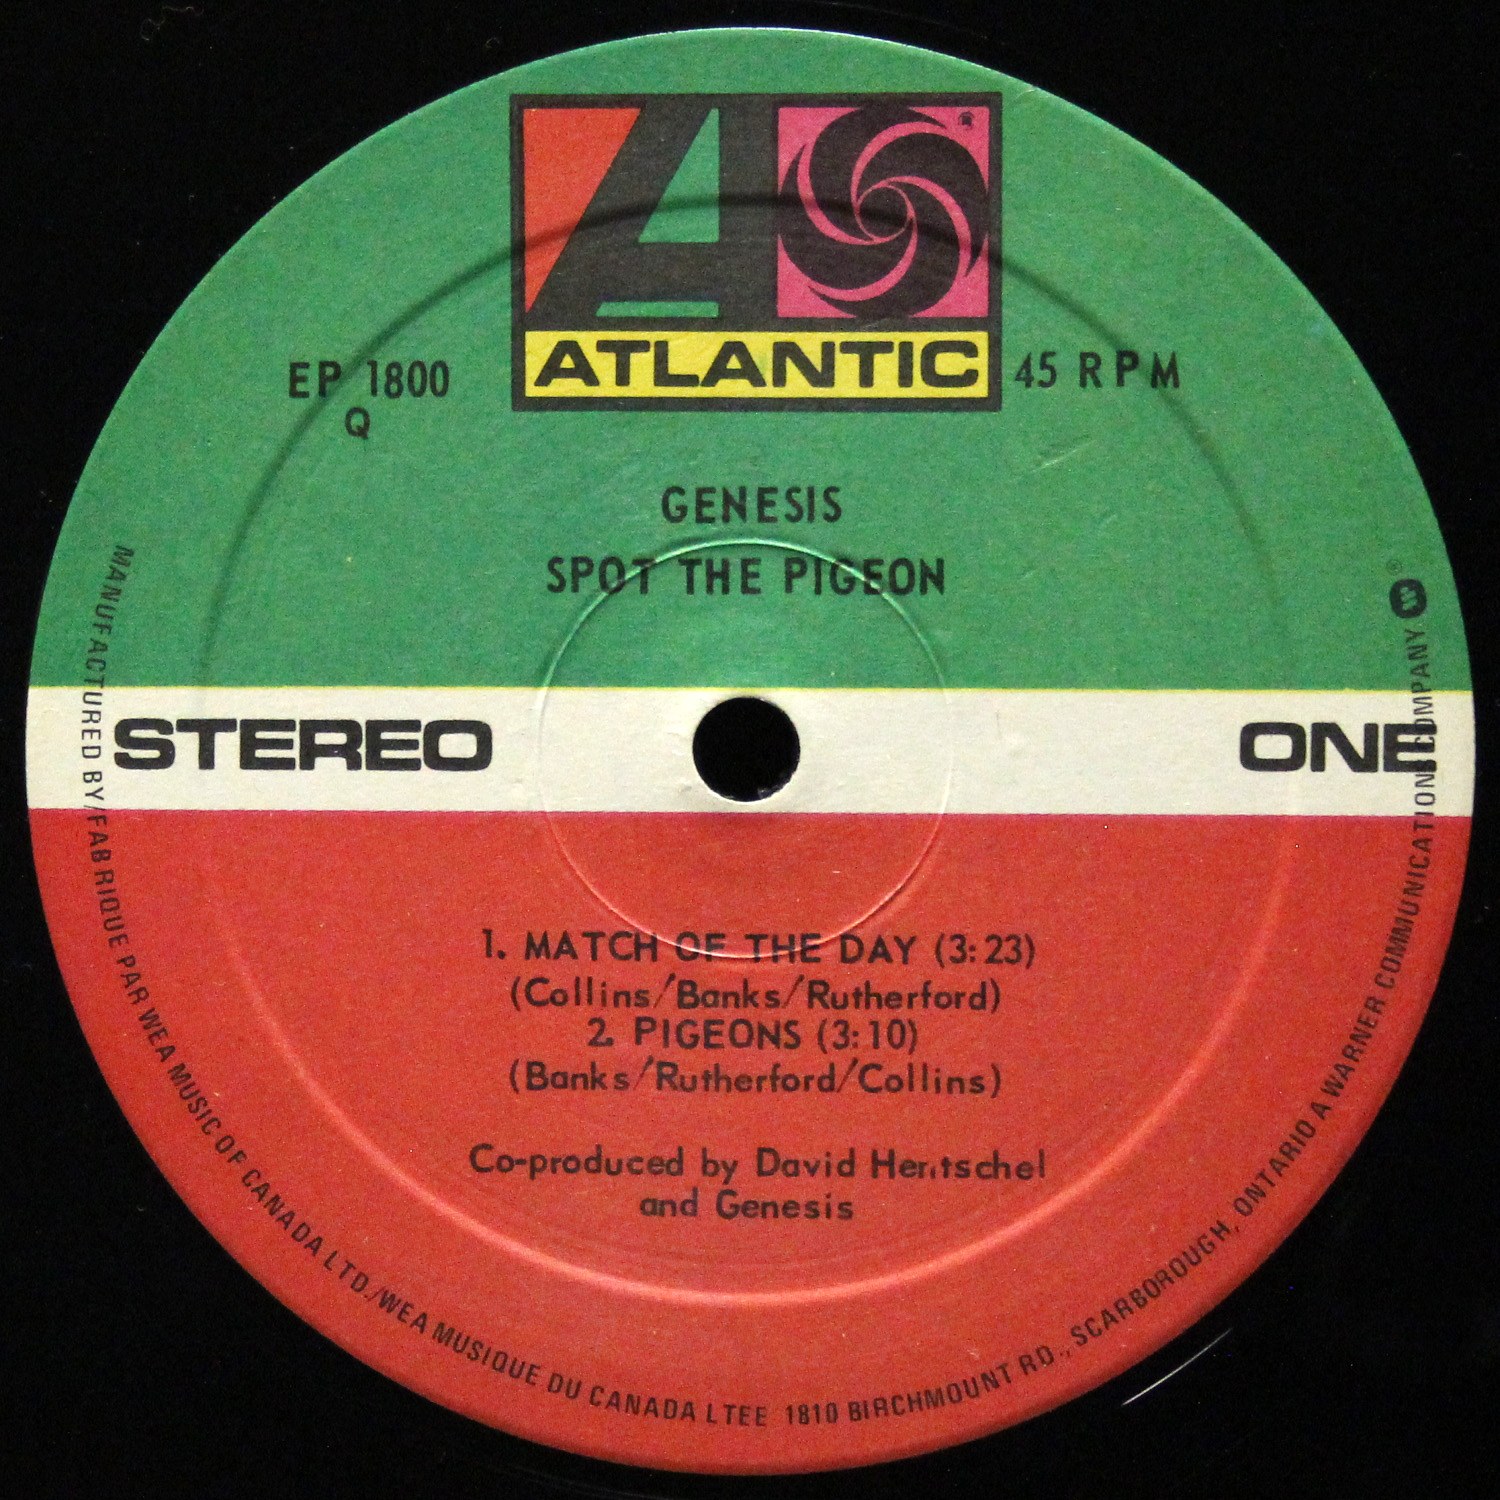 ATLANTIC
EP 1800
Q
45 RPM
GENESIS
SPOT THE PIGEON
STEREO
ONE
1. MATCH OF THE DAY (3:23)
(Collins/Banks/Rutherford)
2. PIGEONS (3:10)
(Banks/Rutherford/Collins)
Co-produced by David Hentschel
and Genesis
MANUFACTURED BY/FABRIQUE PAR WEA MUSIC OF CANADA LTD./WEA MUSIQUE DU CANADA LTEE 1810 BIRCHMOUNT RD., SCARBOROUGH, ONTARIO A WARNER COMMUNICATIONS COMPANY ®